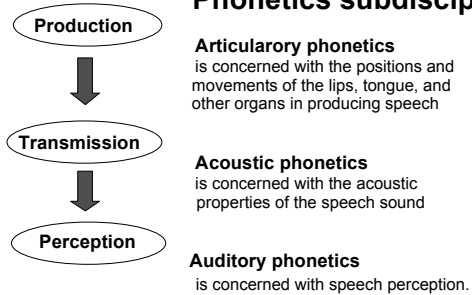 Phonetics subdiscip
Production
Articularory phonetics
is concerned with the positions and
movements of the lips, tongue, and
other organs in producing speech
Transmission
Acoustic phonetics
is concerned with the acoustic
properties of the speech sound
Perception
Auditory phonetics
is concerned with speech perception.